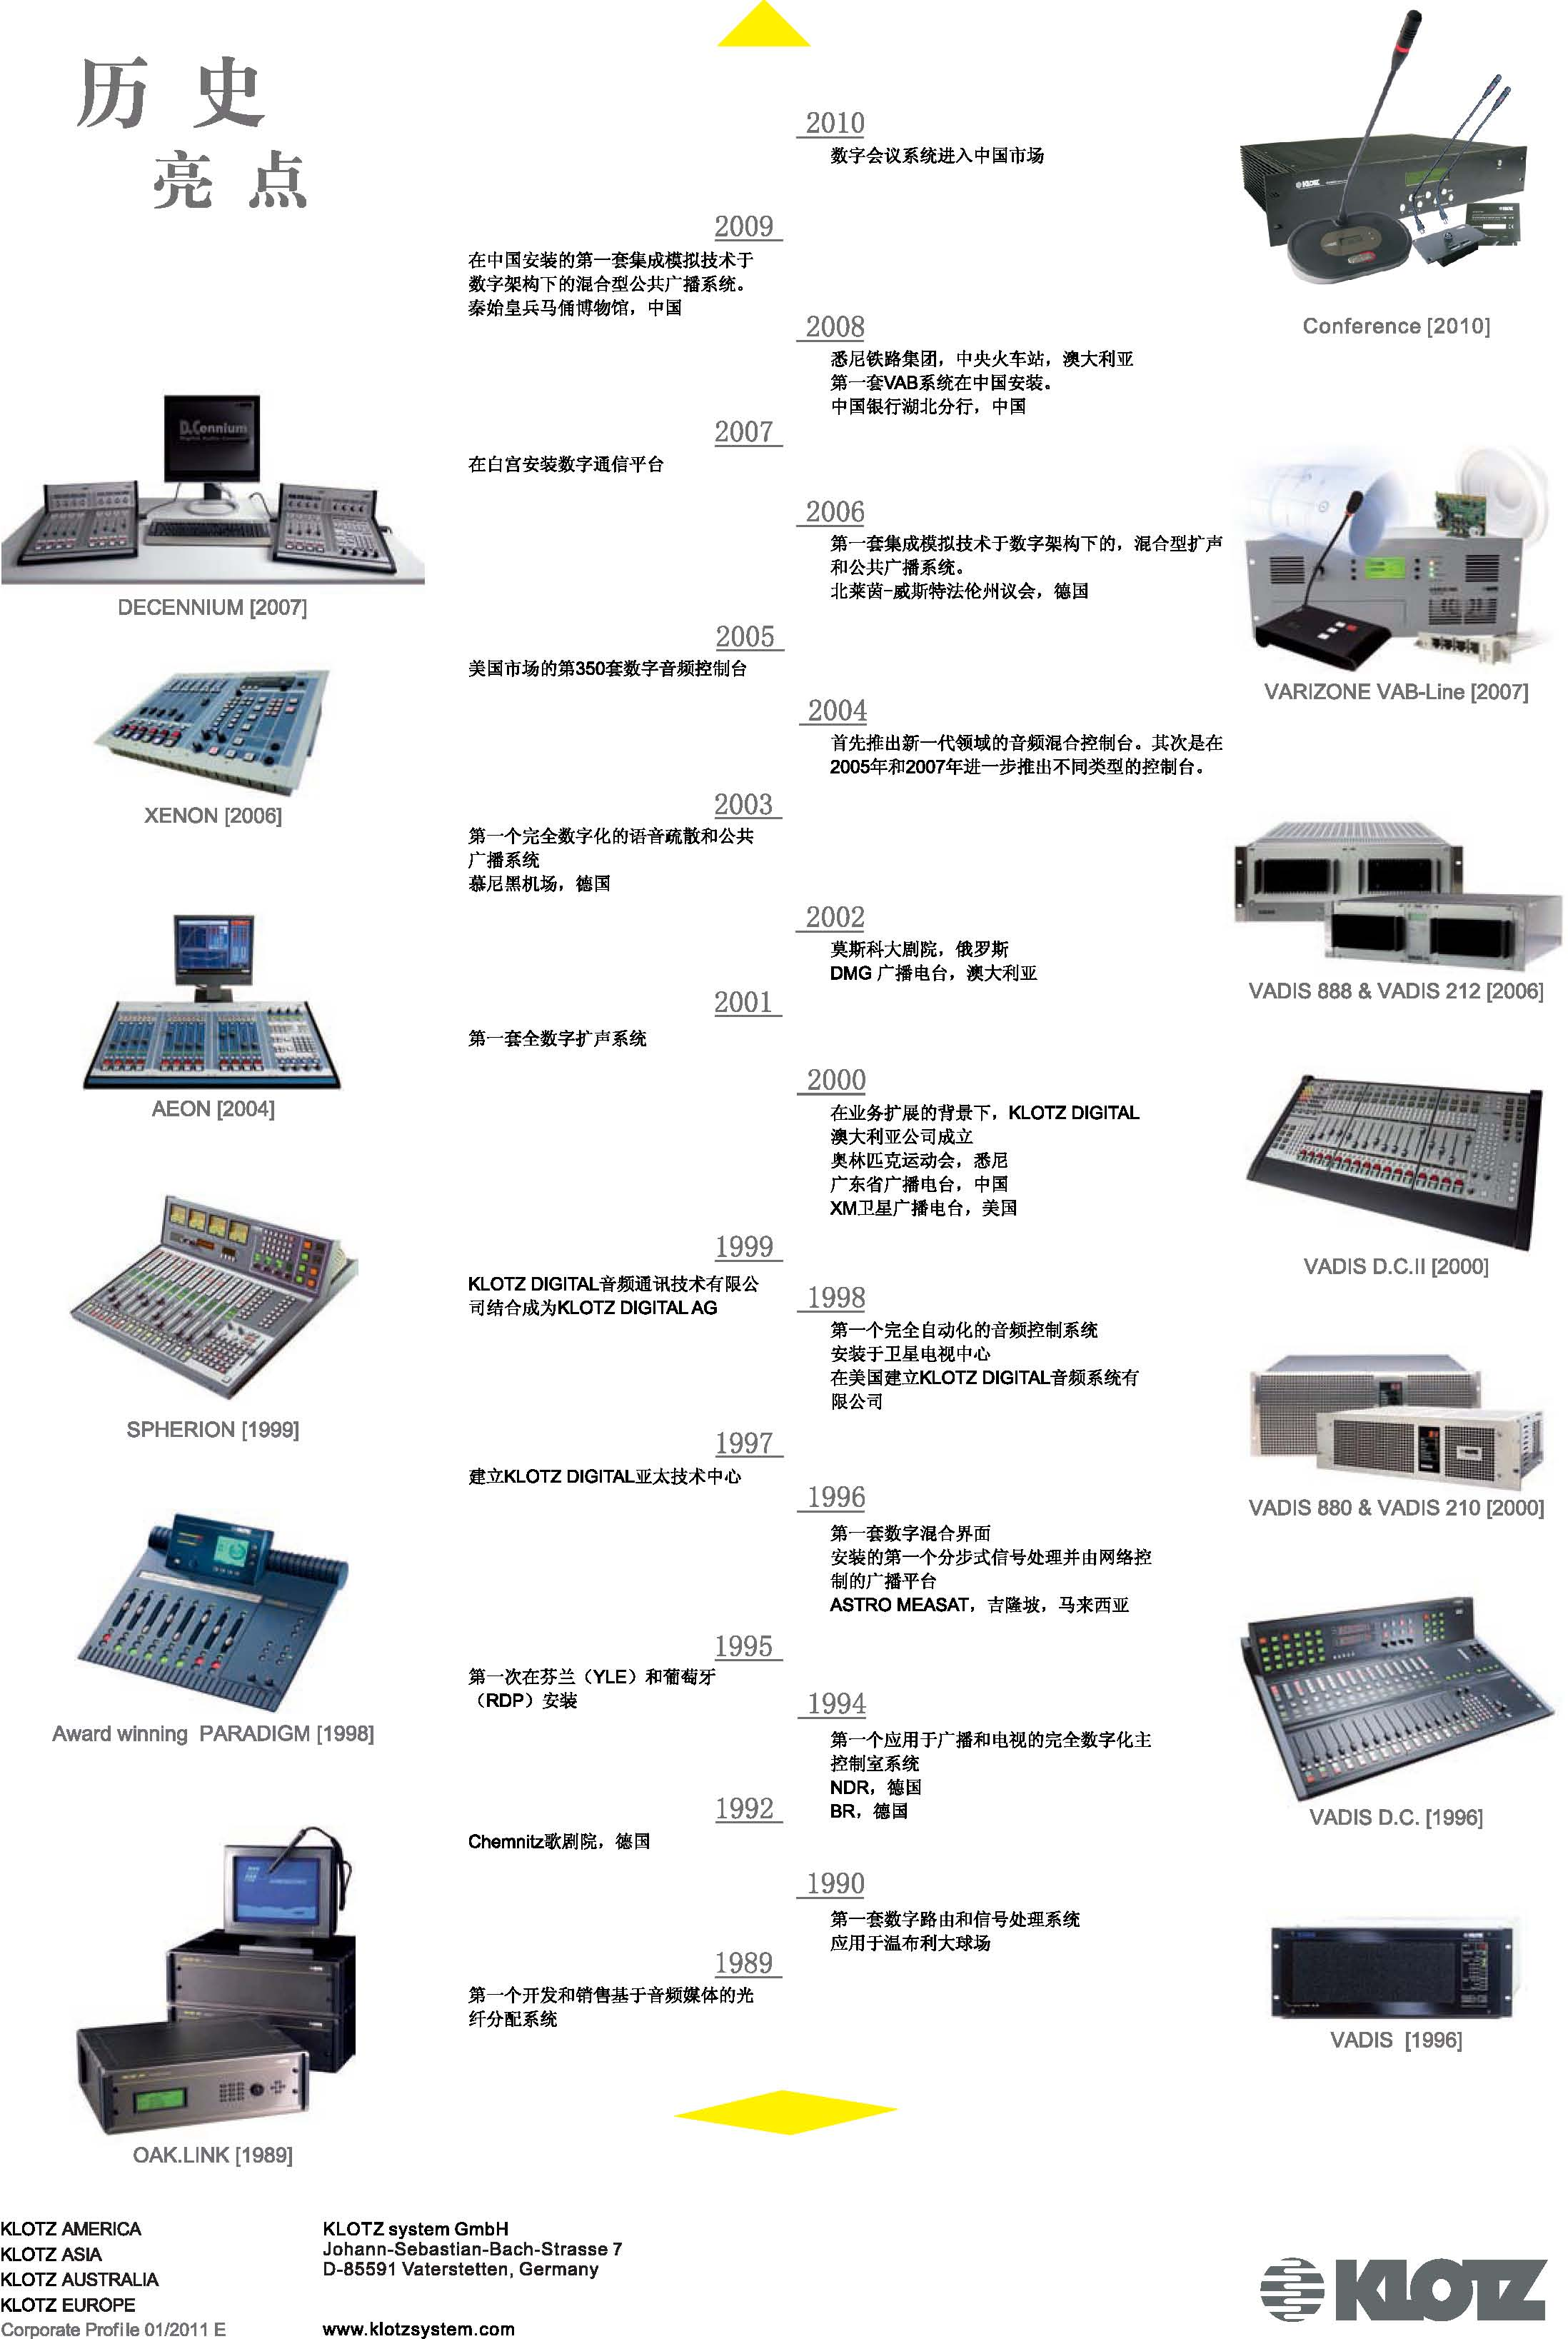 历 史
亮 点
2010
数字会议系统进入中国市场
2009
在中国安装的第一套集成模拟技术于
数字架构下的混合型公共广播系统。
秦始皇兵马俑博物馆，中国
2008
悉尼铁路集团，中央火车站，澳大利亚
第一套VAB系统在中国安装。
中国银行湖北分行，中国
2007
在白宫安装数字通信平台
2006
第一套集成模拟技术于数字架构下的，混合型扩声
和公共广播系统。
北莱茵-威斯特法伦州议会，德国
2005
美国市场的第350套数字音频控制台
2004
首先推出新一代领域的音频混合控制台。其次是在
2005年和2007年进一步推出不同类型的控制台。
2003
第一个完全数字化的语音疏散和公共
广播系统
慕尼黑机场，德国
2002
莫斯科大剧院，俄罗斯
DMG 广播电台，澳大利亚
2001
第一套全数字扩声系统
2000
在业务扩展的背景下，KLOTZ DIGITAL
澳大利亚公司成立
奥林匹克运动会，悉尼
广东省广播电台，中国
XM卫星广播电台，美国
1999
KLOTZ DIGITAL音频通讯技术有限公
司结合成为KLOTZ DIGITAL AG
1998
第一个完全自动化的音频控制系统
安装于卫星电视中心
在美国建立KLOTZ DIGITAL音频系统有
限公司
1997
建立KLOTZ DIGITAL亚太技术中心
1996
第一套数字混合界面
安装的第一个分步式信号处理并由网络控
制的广播平台
ASTRO MEASAT，吉隆坡，马来西亚
1995
第一次在芬兰（YLE）和葡萄牙
（RDP）安装
1994
第一个应用于广播和电视的完全数字化主
控制室系统
NDR，德国
BR，德国
1992
Chemnitz歌剧院，德国
1990
第一套数字路由和信号处理系统
应用于温布利大球场
1989
第一个开发和销售基于音频媒体的光
纤分配系统
D.Cennium
DECENNIUM [2007]
XENON [2006]
AEON [2004]
SPHERION [1999]
Award winning PARADIGM [1998]
OAK.LINK [1989]
KLOTZ
Conference [2010]
VARIZONE VAB-Line [2007]
VADIS 888 & VADIS 212 [2006]
VADIS D.C.II [2000]
VADIS 880 & VADIS 210 [2000]
VADIS D.C. [1996]
VADIS [1996]
KLOTZ AMERICA
KLOTZ ASIA
KLOTZ AUSTRALIA
KLOTZ EUROPE
Corporate Profile 01/2011 E
KLOTZ system GmbH
Johann-Sebastian-Bach-Strasse 7
D-85591 Vaterstetten, Germany
www.klotzsystem.com
KLOTZ